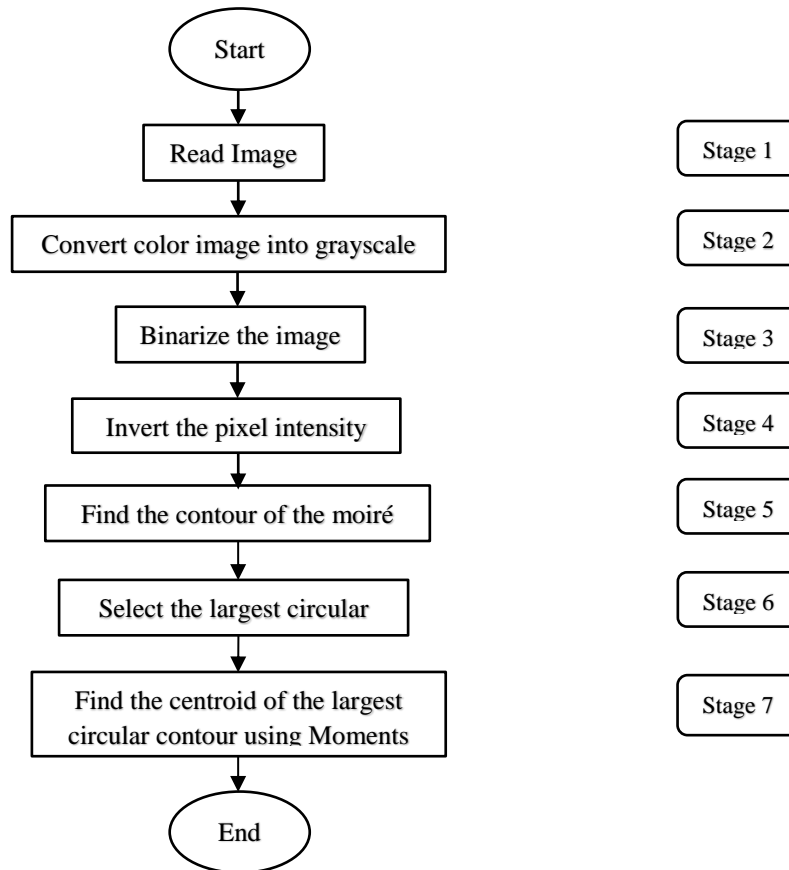 Start
Read Image
Stage 1
Convert color image into grayscale
Stage 2
Binarize the image
Stage 3
Invert the pixel intensity
Stage 4
Find the contour of the moiré
Stage 5
Select the largest circular
Stage 6
Find the centroid of the largest
circular contour using Moments
Stage 7
End